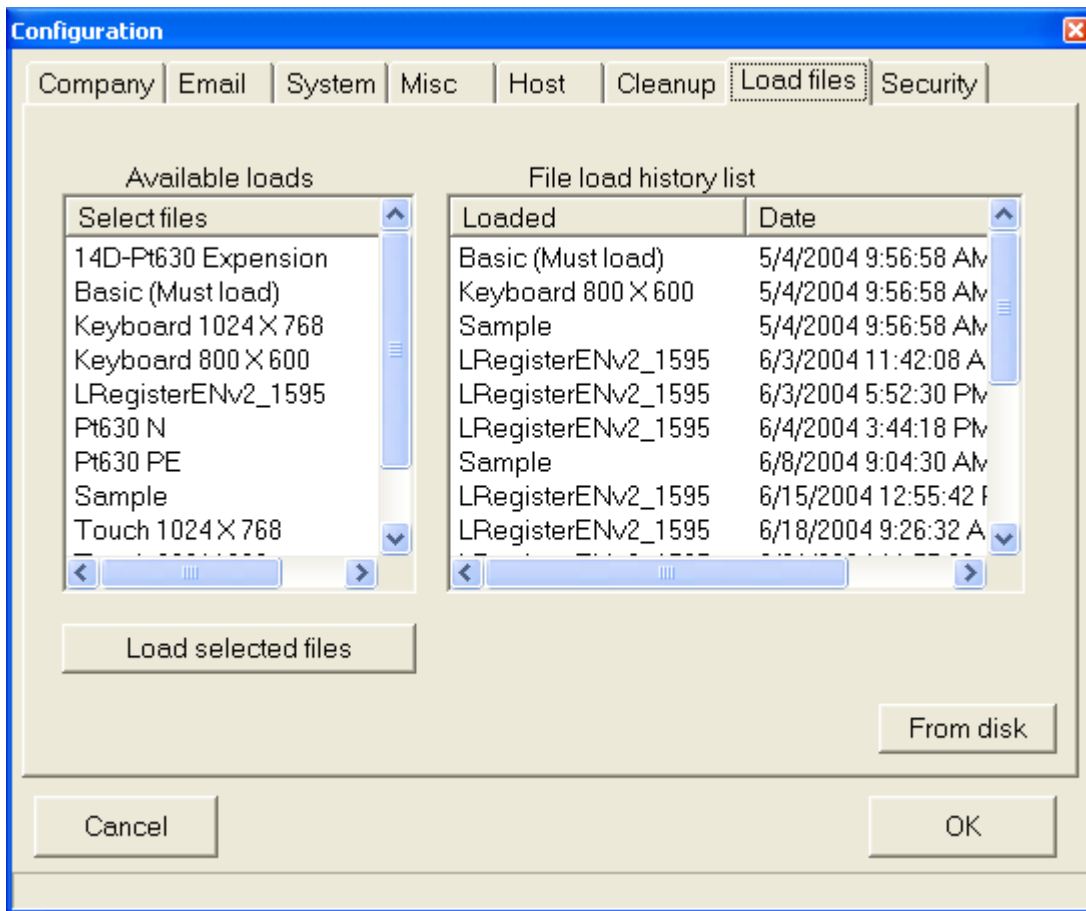 Configuration
Company Email System Misc Host Cleanup Load files Security
Available loads
Select files
14D-Pt630 Expension
Basic (Must load)
Keyboard 1024 X 768
Keyboard 800 X 600
LRegisterENv2_1595
Pt630 N
Pt630 PE
Sample
Touch 1024 X 768
Load selected files
File load history list
Loaded Date
Basic (Must load) 5/4/2004 9:56:58 AM
Keyboard 800 X 600 5/4/2004 9:56:58 AM
Sample 5/4/2004 9:56:58 AM
LRegisterENv2_1595 6/3/2004 11:42:08 A
LRegisterENv2_1595 6/3/2004 5:52:30 PM
LRegisterENv2_1595 6/4/2004 3:44:18 PM
Sample 6/8/2004 9:04:30 AM
LRegisterENv2_1595 6/15/2004 12:55:42
LRegisterENv2_1595 6/18/2004 9:26:32 A
From disk
Cancel
OK